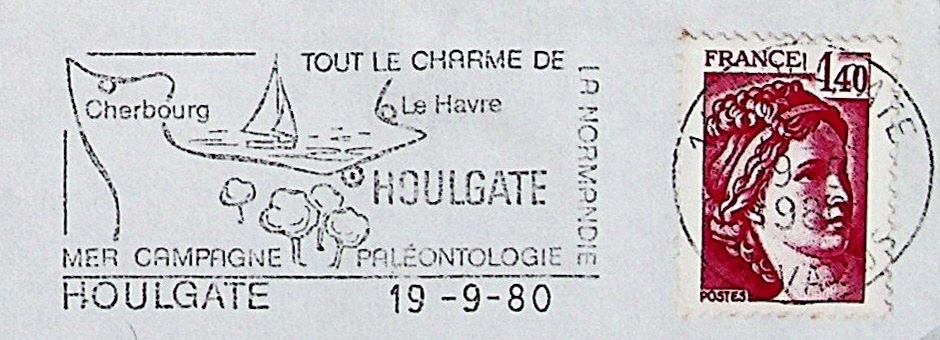 TOUT LE CHARME DE
LA NORMANDIE
Cherbourg
Le Havre
HOULGATE
MER CAMPAGNE PALÉONTOLOGIE
HOULGATE 19-9-80
FRANCE 1,40
POSTES